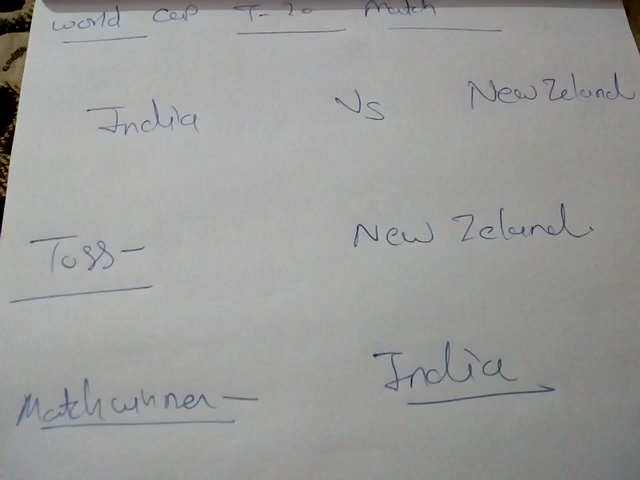 world cup T-20 Match
India Vs New Zeland
Toss- New Zeland
Matchwinner- India